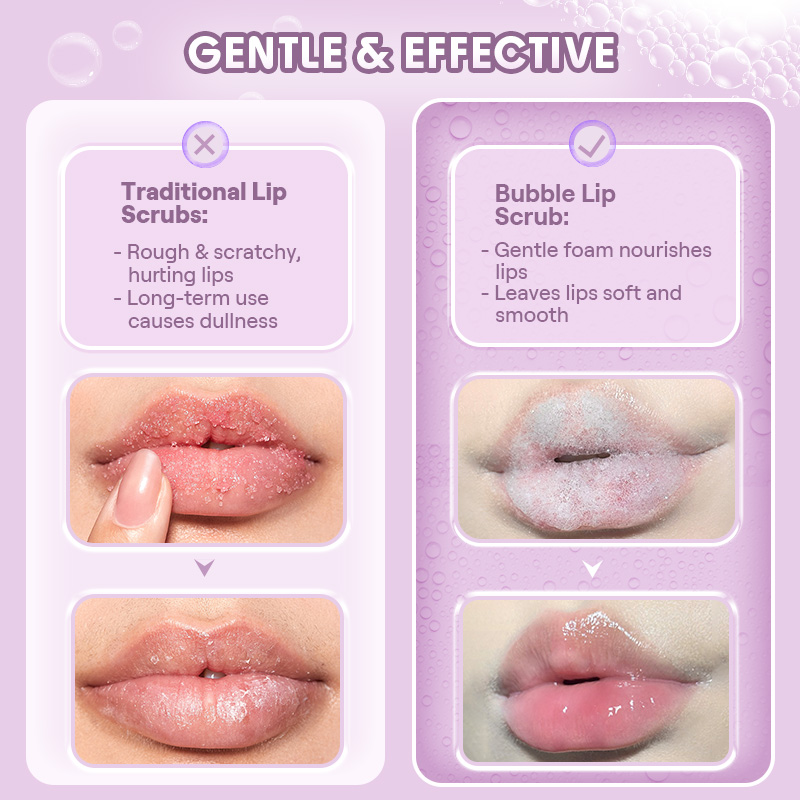 GENTLE & EFFECTIVE
Traditional Lip
Scrubs:
- Rough & scratchy,
hurting lips
- Long-term use
causes dullness
Bubble Lip
Scrub:
- Gentle foam nourishes
lips
- Leaves lips soft and
smooth